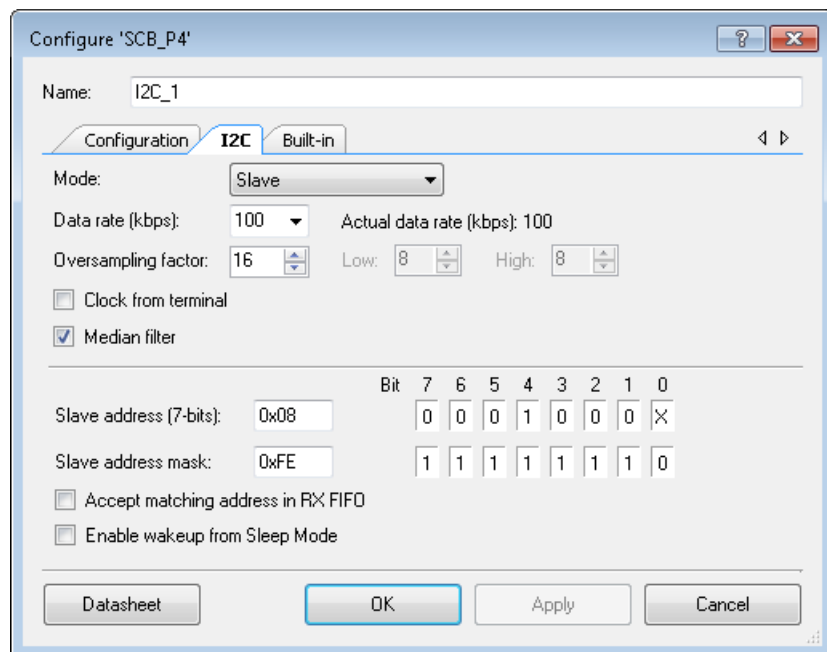 Configure 'SCB_P4'
Name: I2C_1
Configuration I2C Built-in
Mode: Slave
Data rate (kbps): 100 Actual data rate (kbps): 100
Oversampling factor: 16 Low: 8 High: 8
Clock from terminal
Median filter
Bit 7 6 5 4 3 2 1 0
Slave address (7-bits): 0x08 0 0 0 1 0 0 0 X
Slave address mask: 0xFE 1 1 1 1 1 1 1 0
Accept matching address in RX FIFO
Enable wakeup from Sleep Mode
Datasheet OK Apply Cancel